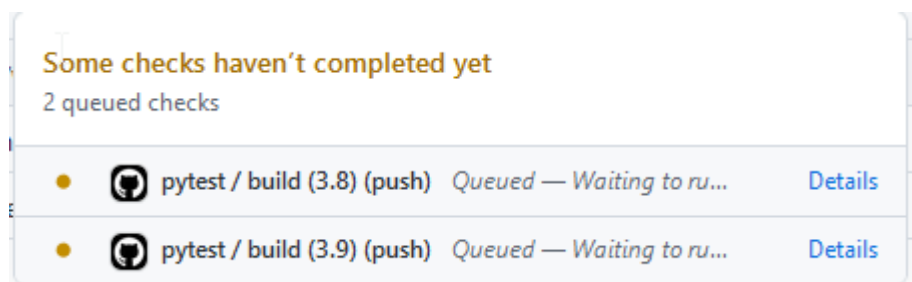 Some checks haven’t completed yet
2 queued checks
pytest / build (3.8) (push) Queued — Waiting to ru... Details
pytest / build (3.9) (push) Queued — Waiting to ru... Details